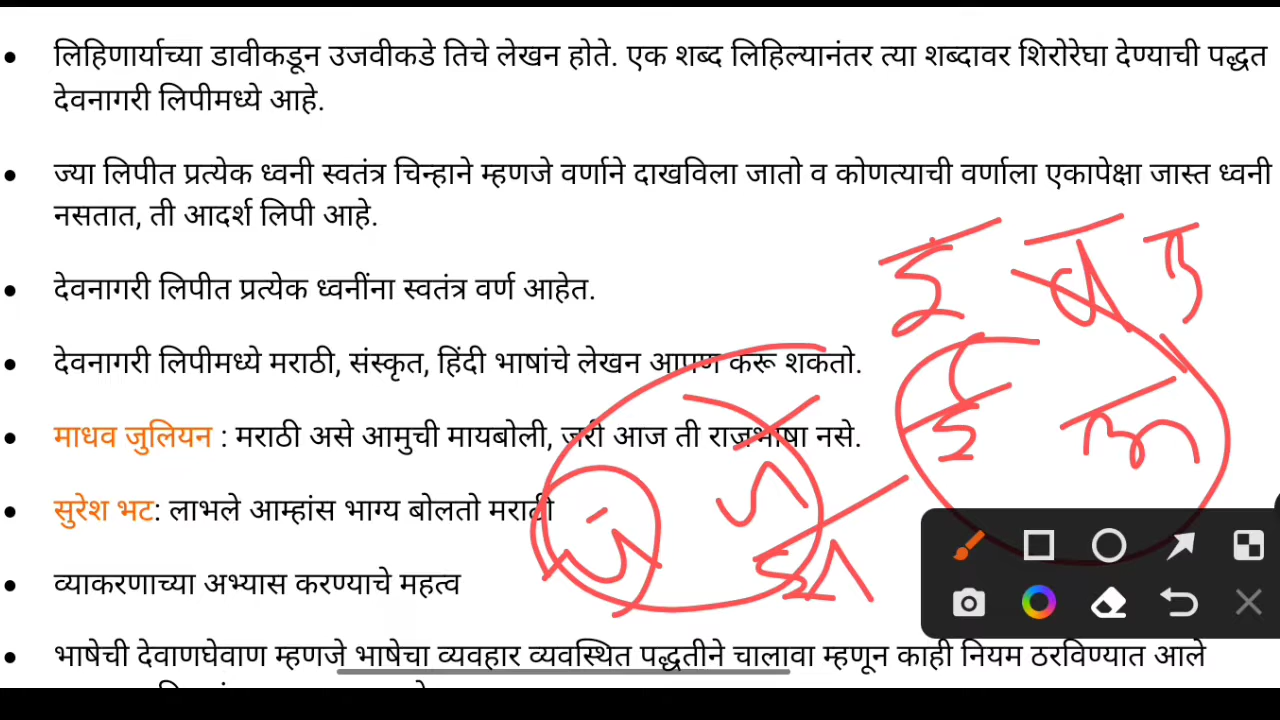 लिहिणार्याच्या डावीकडून उजवीकडे तिचे लेखन होते. एक शब्द लिहिल्यानंतर त्या शब्दावर शिरोरेघा देण्याची पद्धत
देवनागरी लिपीमध्ये आहे.
ज्या लिपीत प्रत्येक ध्वनी स्वतंत्र चिन्हाने म्हणजे वर्णाने दाखविला जातो व कोणत्याची वर्णाला एकापेक्षा जास्त ध्वनी
नसतात, ती आदर्श लिपी आहे.
देवनागरी लिपीत प्रत्येक ध्वनींना स्वतंत्र वर्ण आहेत.
देवनागरी लिपीमध्ये मराठी, संस्कृत, हिंदी भाषांचे लेखन आपण करू शकतो.
माधव जुलियन : मराठी असे आमुची मायबोली, जरी आज ती राजभाषा नसे.
सुरेश भट: लाभले आम्हांस भाग्य बोलतो मराठी
व्याकरणाच्या अभ्यास करण्याचे महत्व
भाषेची देवाणघेवाण म्हणजे भाषेचा व्यवहार व्यवस्थित पद्धतीने चालावा म्हणून काही नियम ठरविण्यात आले